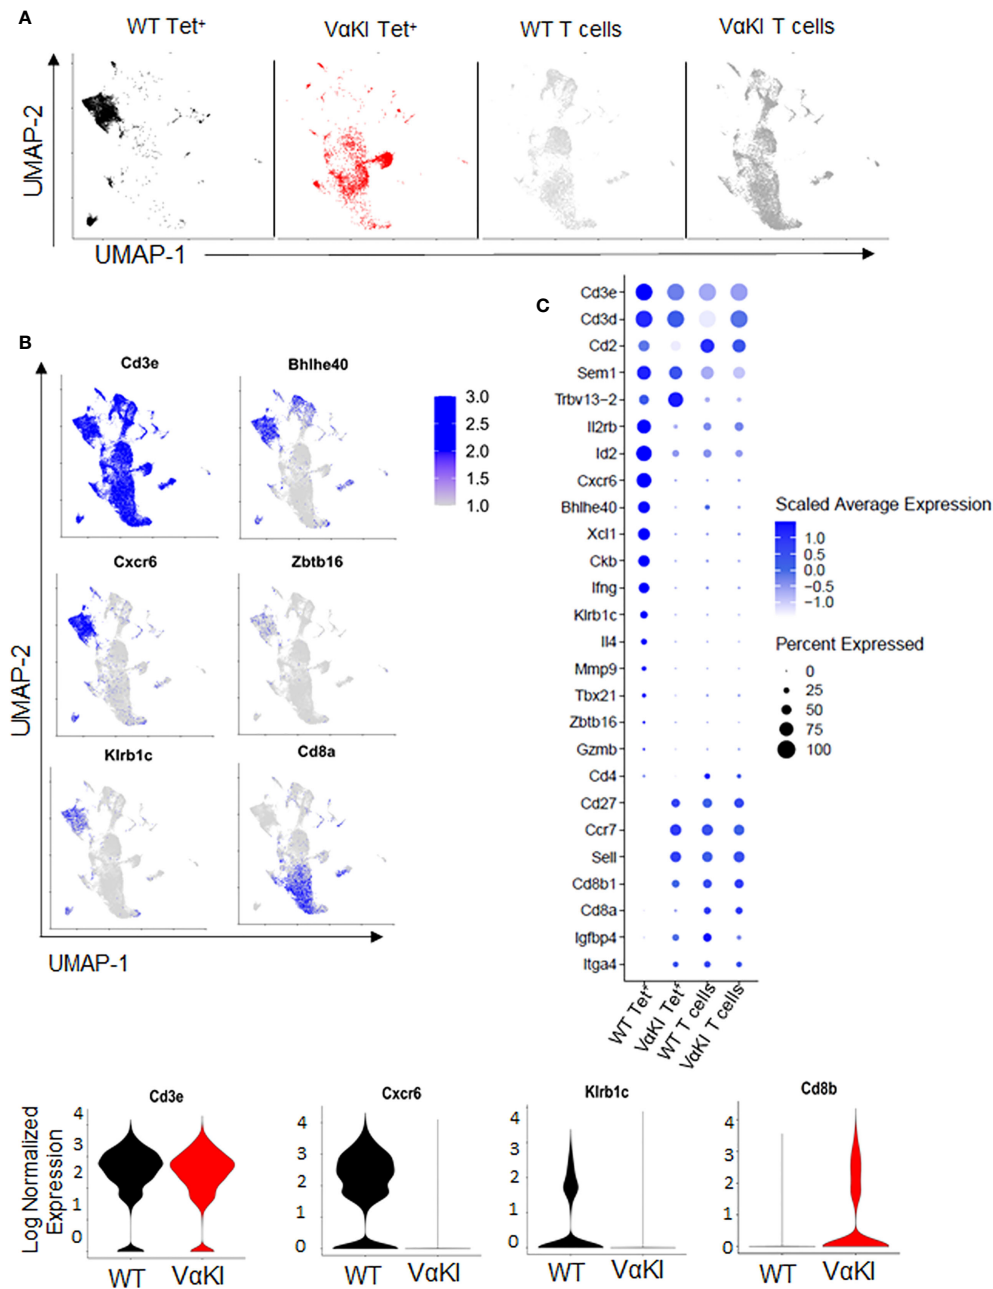 A
WT Tet+
VαKI Tet+
WT T cells
VαKI T cells
UMAP-2
UMAP-1
B
Cd3e
Bhlhe40
3.0
2.5
2.0
1.5
1.0
Cxcr6
Zbtb16
Klrb1c
Cd8a
UMAP-2
UMAP-1
C
Cd3e
Cd3d
Cd2
Sem1
Trbv13-2
Il2rb
Id2
Cxcr6
Bhlhe40
Xcl1
Ckb
Ifng
Klrb1c
Il4
Mmp9
Tbx21
Zbtb16
Gzmb
Cd4
Cd27
Ccr7
Sell
Cd8b1
Cd8a
Igfbp4
Itga4
WT Tet+
VαKI Tet+
WT T cells
VαKI T cells
Scaled Average Expression
1.0
0.5
0.0
−0.5
−1.0
Percent Expressed
0
25
50
75
100
Log Normalized
Expression
Cd3e
4
3
2
1
0
WT VαKI
Cxcr6
4
3
2
1
0
WT VαKI
Klrb1c
4
3
2
1
0
WT VαKI
Cd8b
4
3
2
1
0
WT VαKI